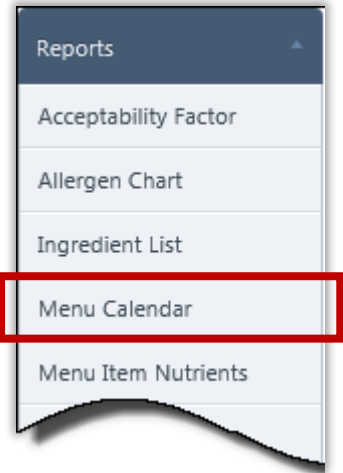 Reports
Acceptability Factor
Allergen Chart
Ingredient List
Menu Calendar
Menu Item Nutrients